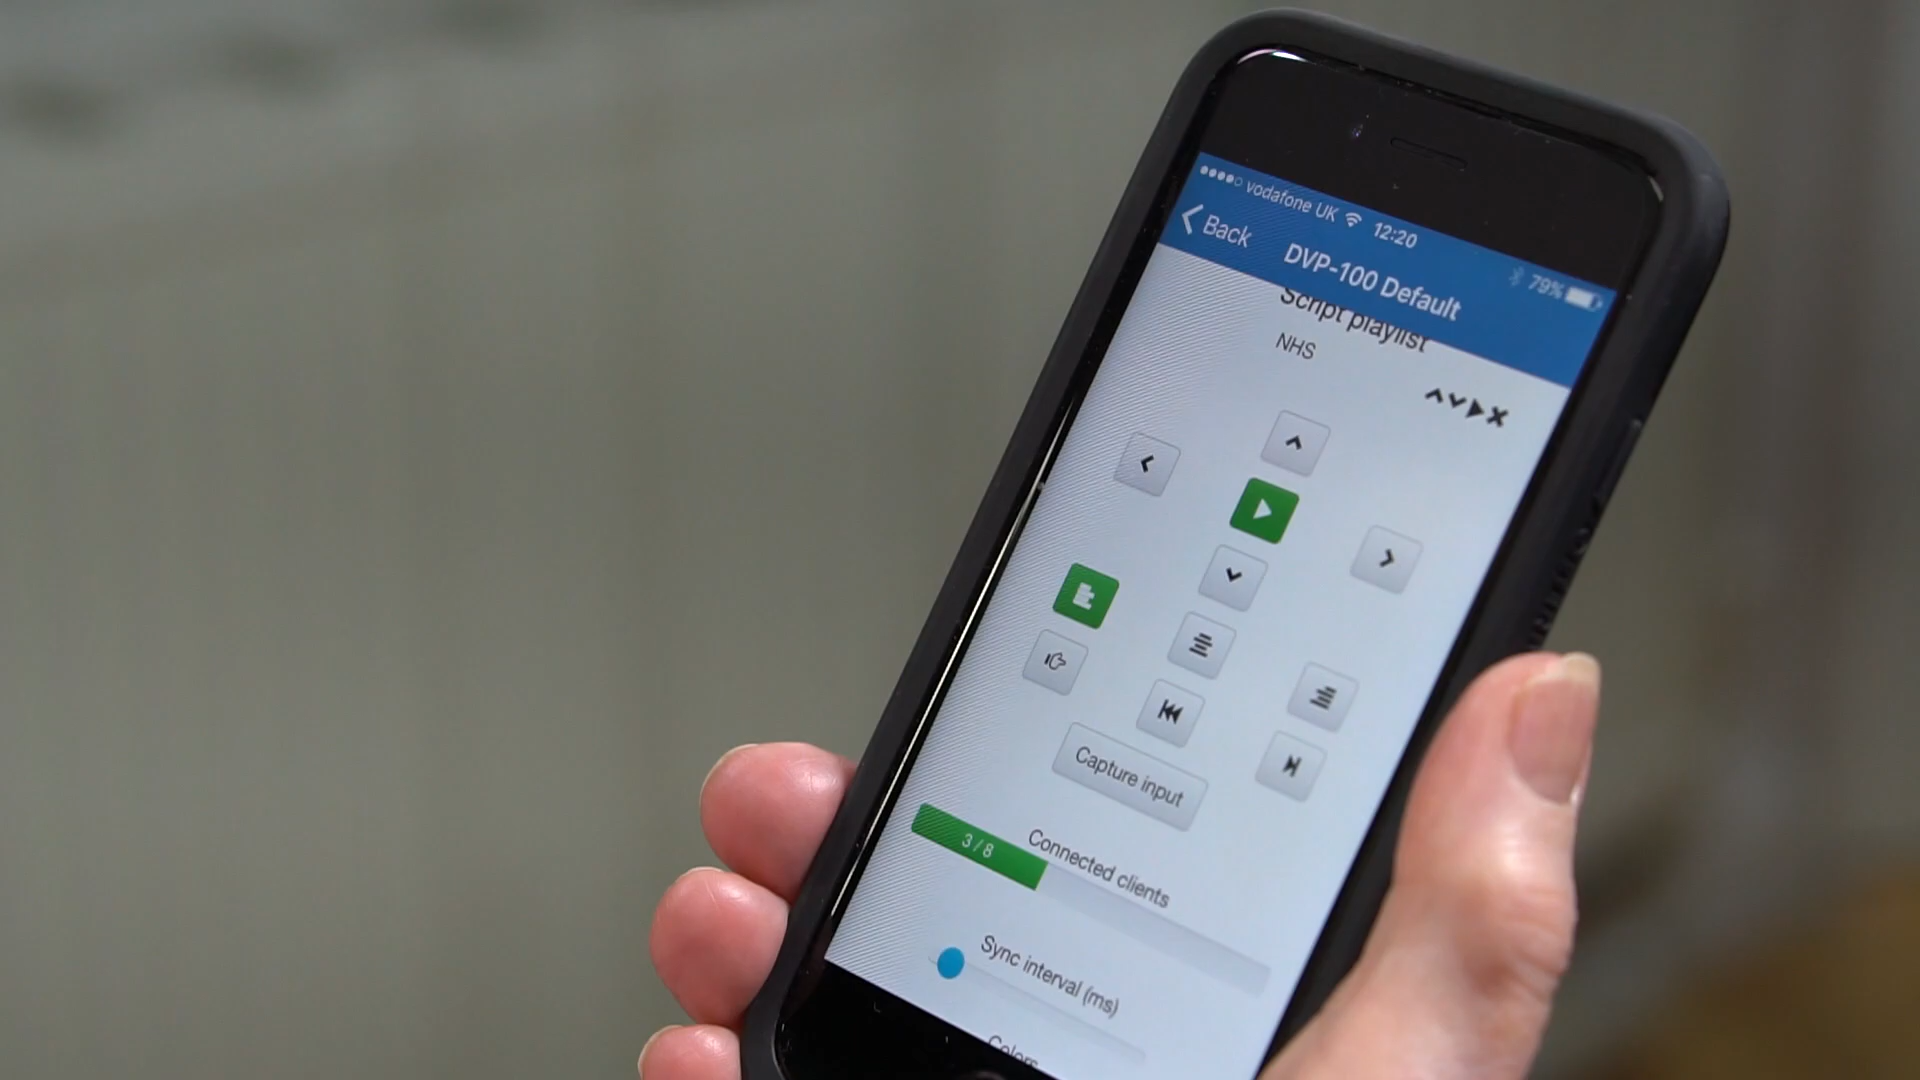 vodafone UK 12:20 79%
Back
DVP-100 Default
Script playlist
NHS
Capture input
Connected clients
3 / 8
Sync interval (ms)
Colors